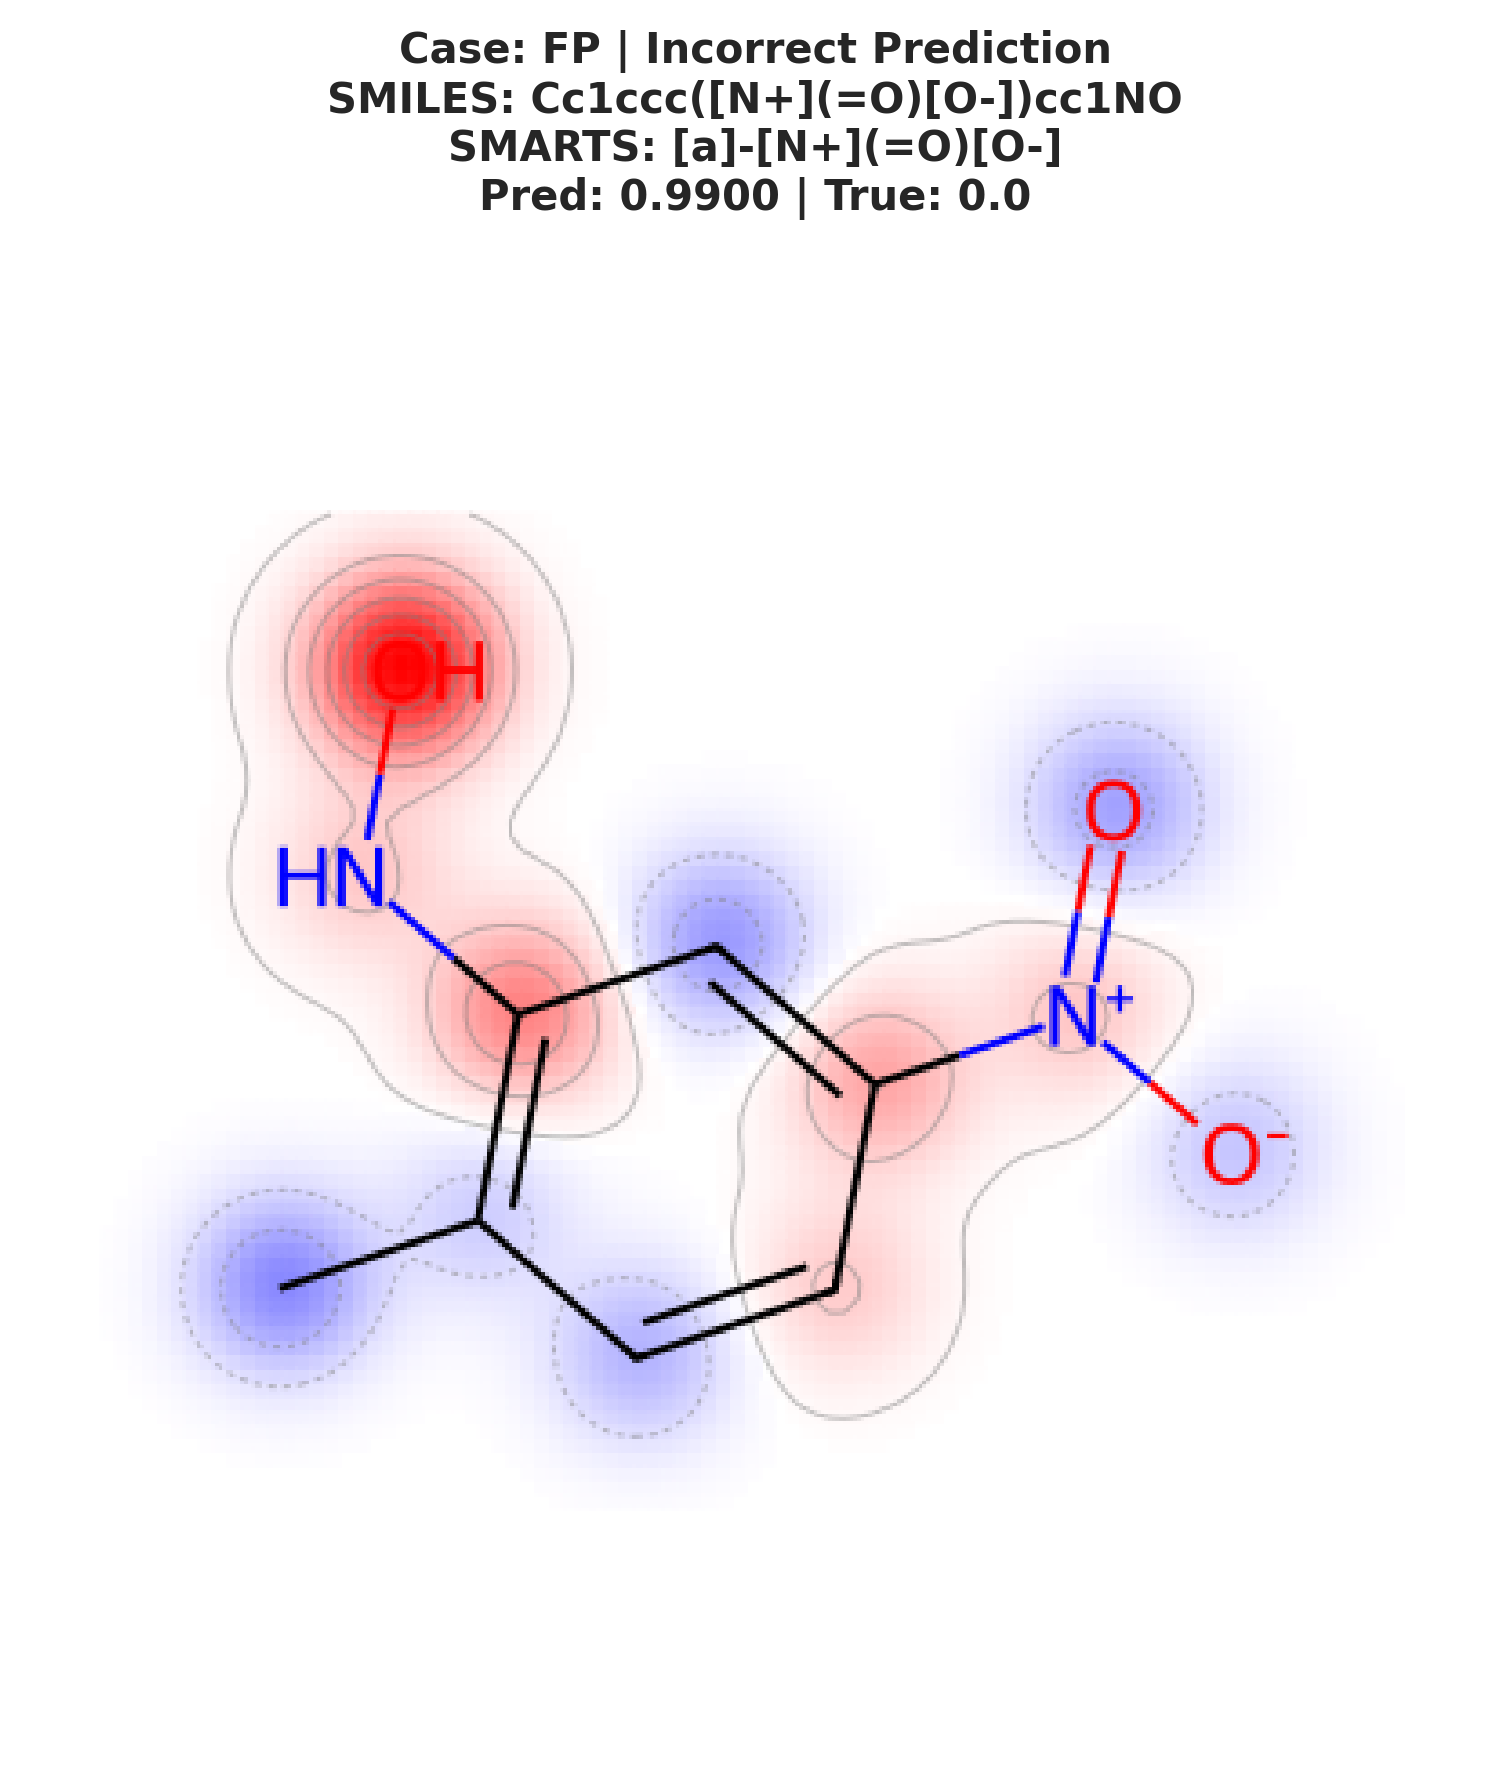 Case: FP | Incorrect Prediction
SMILES: Cc1ccc([N+](=O)[O-])cc1NO
SMARTS: [a]-[N+](=O)[O-]
Pred: 0.9900 | True: 0.0
OH
O
HN
N+
O−